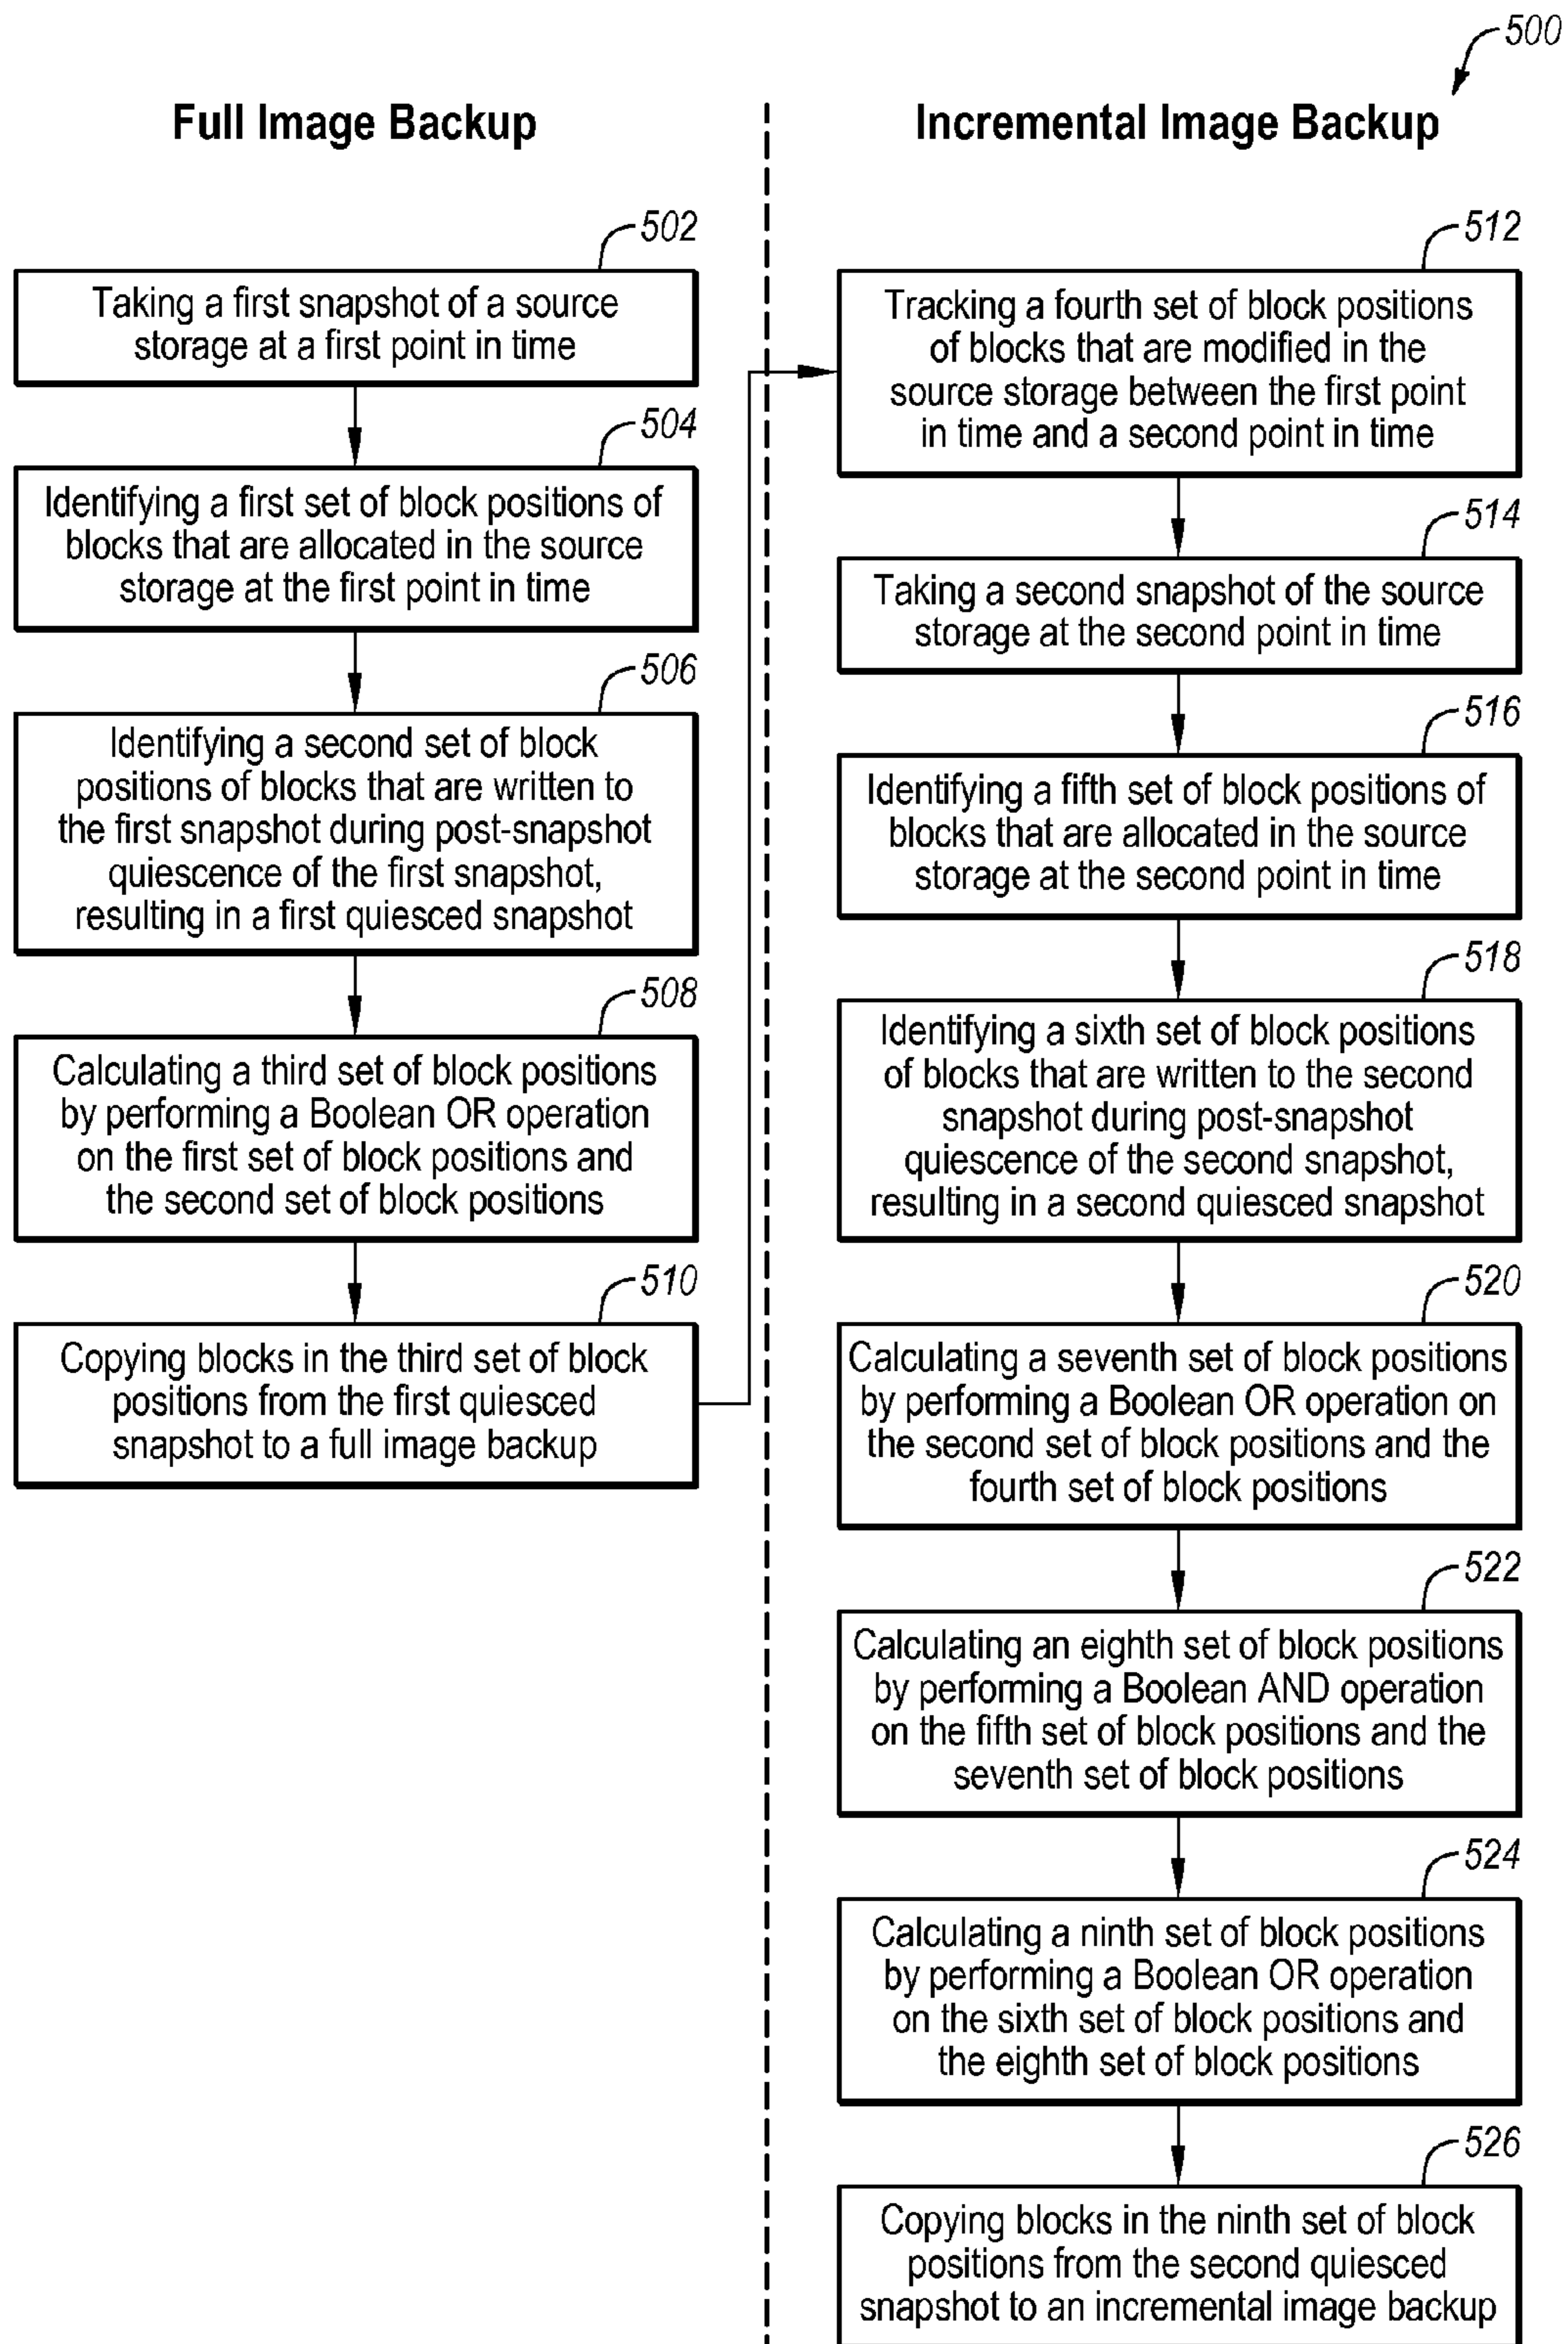 500
Full Image Backup
502
Taking a first snapshot of a source
storage at a first point in time
504
Identifying a first set of block positions of
blocks that are allocated in the source
storage at the first point in time
506
Identifying a second set of block
positions of blocks that are written to
the first snapshot during post-snapshot
quiescence of the first snapshot,
resulting in a first quiesced snapshot
508
Calculating a third set of block positions
by performing a Boolean OR operation
on the first set of block positions and
the second set of block positions
510
Copying blocks in the third set of block
positions from the first quiesced
snapshot to a full image backup
Incremental Image Backup
512
Tracking a fourth set of block positions
of blocks that are modified in the
source storage between the first point
in time and a second point in time
514
Taking a second snapshot of the source
storage at the second point in time
516
Identifying a fifth set of block positions of
blocks that are allocated in the source
storage at the second point in time
518
Identifying a sixth set of block positions
of blocks that are written to the second
snapshot during post-snapshot
quiescence of the second snapshot,
resulting in a second quiesced snapshot
520
Calculating a seventh set of block positions
by performing a Boolean OR operation on
the second set of block positions and the
fourth set of block positions
522
Calculating an eighth set of block positions
by performing a Boolean AND operation
on the fifth set of block positions and the
seventh set of block positions
524
Calculating a ninth set of block positions
by performing a Boolean OR operation
on the sixth set of block positions and
the eighth set of block positions
526
Copying blocks in the ninth set of block
positions from the second quiesced
snapshot to an incremental image backup